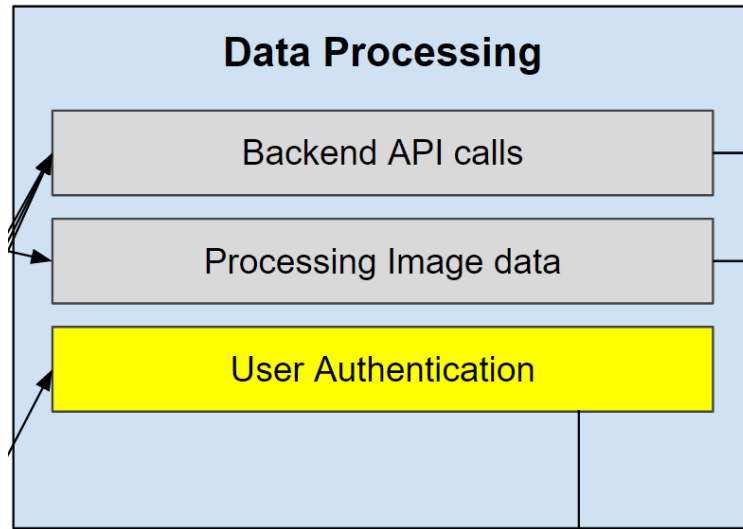 Data Processing
Backend API calls
Processing Image data
User Authentication